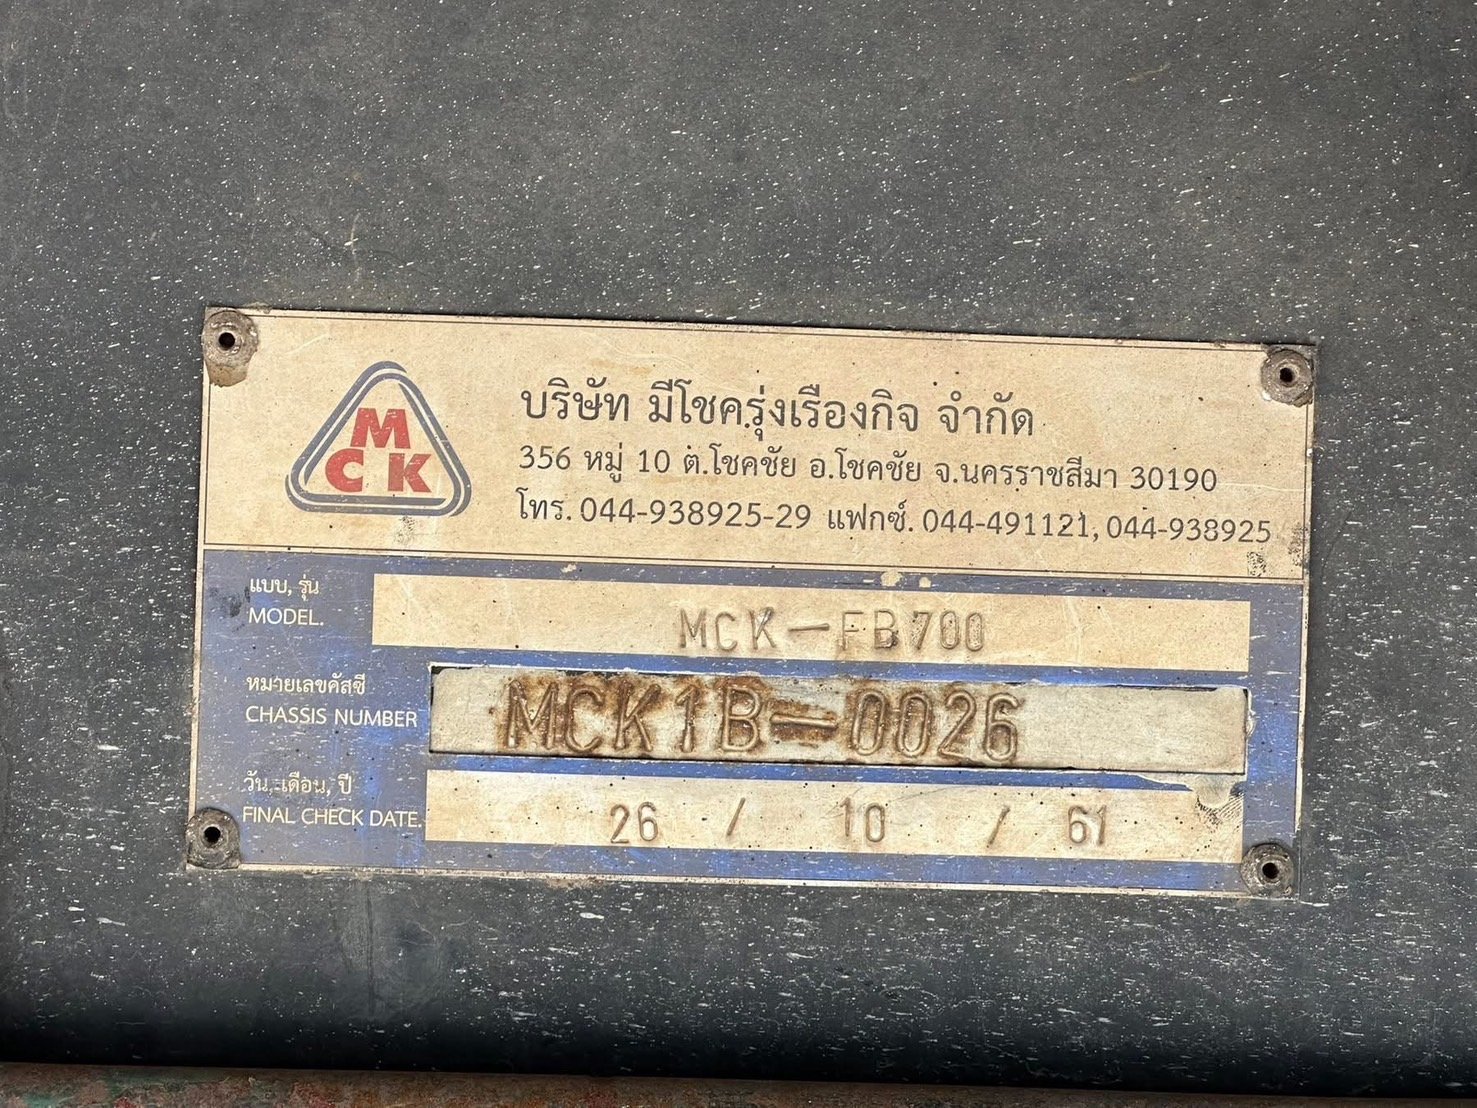 M
C K
บริษัท มีโชครุ่งเรืองกิจ จำกัด
356 หมู่ 10 ต.โชคชัย อ.โชคชัย จ.นครราชสีมา 30190
โทร. 044-938925-29 แฟกซ์. 044-491121, 044-938925
แบบ, รุ่น
MODEL. MCK-FB700
หมายเลขคัสซี
CHASSIS NUMBER MCK1B-0026
วัน, เดือน, ปี
FINAL CHECK DATE. 26 / 10 / 61